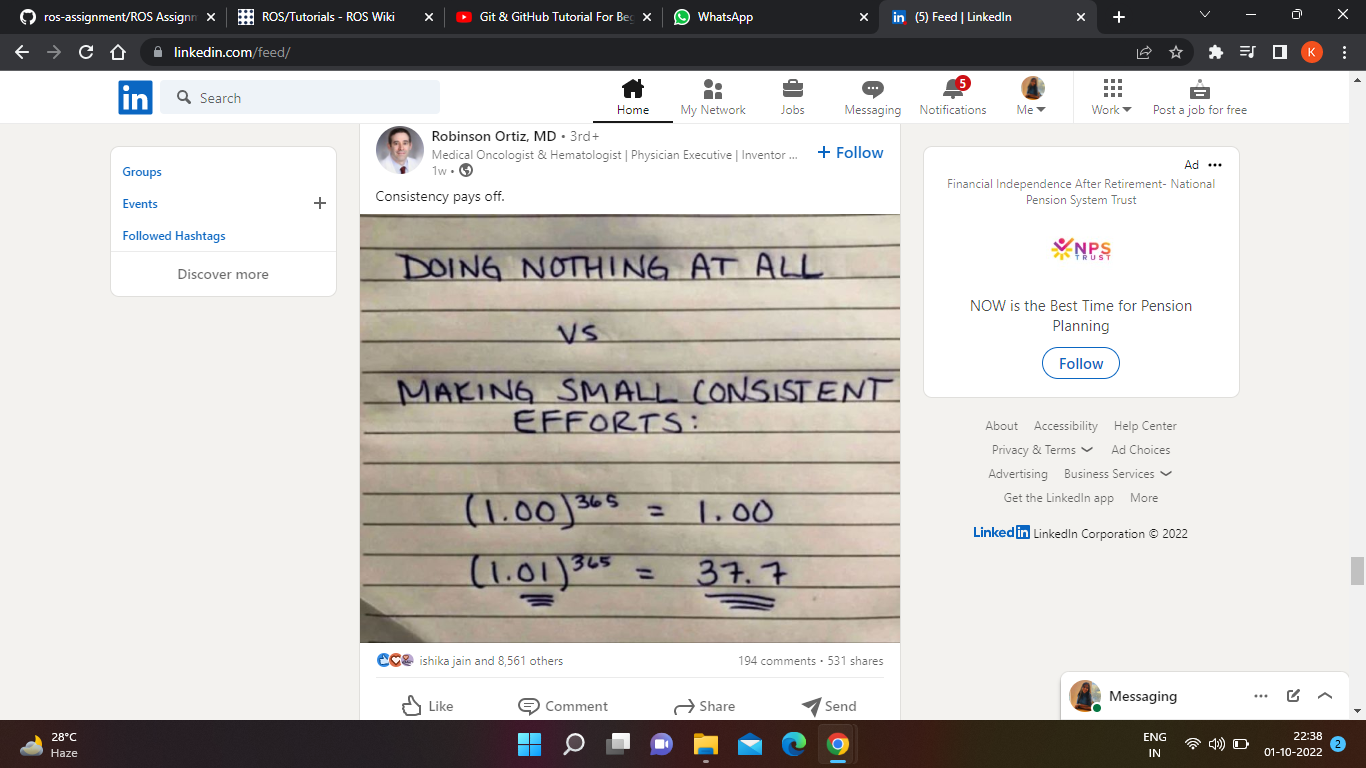 ros-assignment/ROS Assignm
ROS/Tutorials - ROS Wiki
Git & GitHub Tutorial For Beg
WhatsApp
(5) Feed | LinkedIn
linkedin.com/feed/
K
in
Search
Home
My Network
Jobs
Messaging
5
Notifications
Me
Work
Post a job for free
Groups
Events
Followed Hashtags
Discover more
Robinson Ortiz, MD • 3rd+
Medical Oncologist & Hematologist | Physician Executive | Inventor ...
1w •
+ Follow
Consistency pays off.
DOING NOTHING AT ALL
VS
MAKING SMALL CONSISTENT
EFFORTS:
(1.00)^365 = 1.00
(1.01)^365 = 37.7
ishika jain and 8,561 others
194 comments • 531 shares
Like
Comment
Share
Send
Ad
Financial Independence After Retirement- National
Pension System Trust
NPS
TRUST
NOW is the Best Time for Pension
Planning
Follow
About Accessibility Help Center
Privacy & Terms Ad Choices
Advertising Business Services
Get the LinkedIn app More
LinkedIn LinkedIn Corporation © 2022
Messaging
28°C
Haze
ENG
IN
22:38
01-10-2022
2